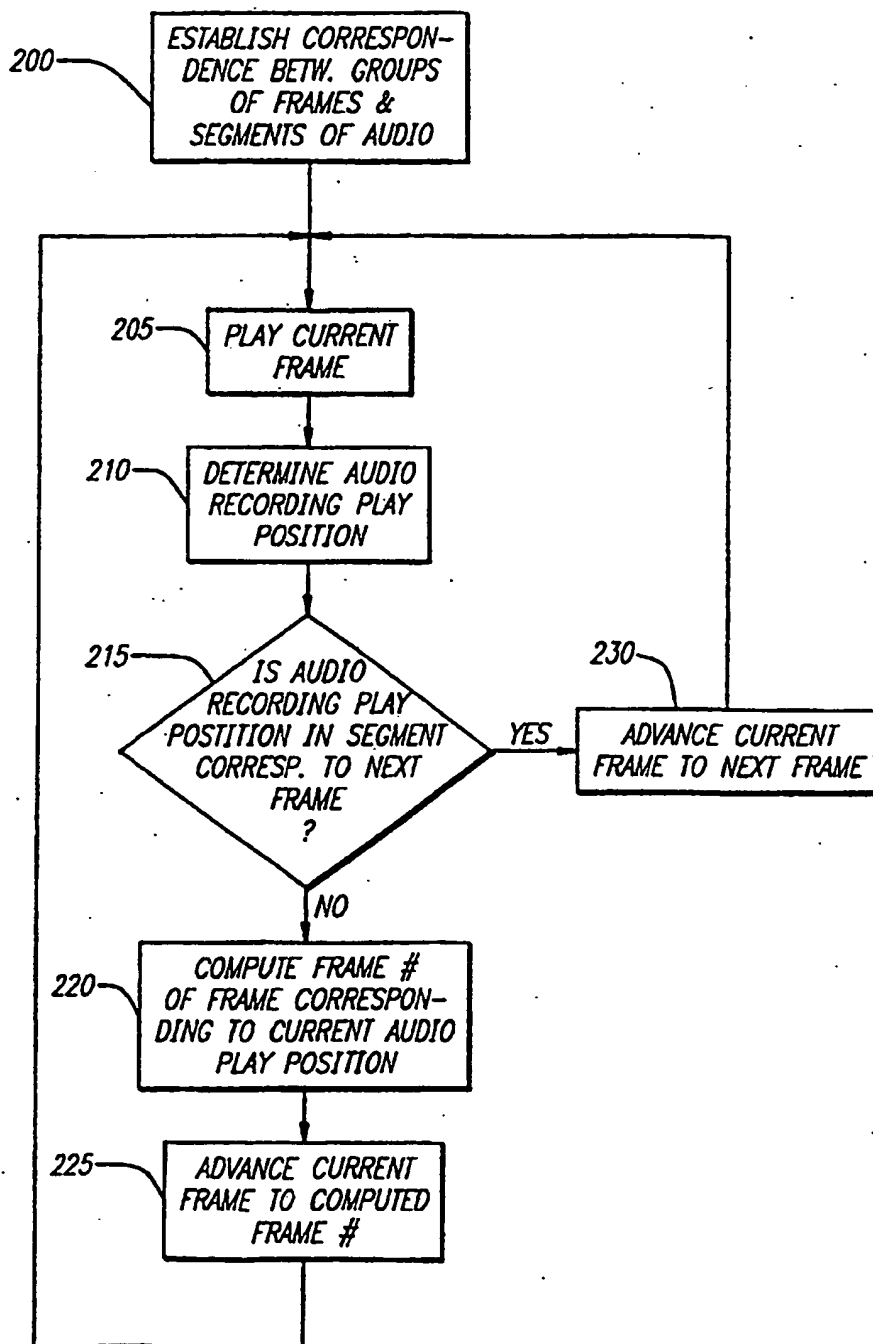 200
ESTABLISH CORRESPON-
DENCE BETW. GROUPS
OF FRAMES &
SEGMENTS OF AUDIO
205
PLAY CURRENT
FRAME
210
DETERMINE AUDIO
RECORDING PLAY
POSITION
215
IS AUDIO
RECORDING PLAY
POSTITION IN SEGMENT
CORRESP. TO NEXT
FRAME
?
YES
230
ADVANCE CURRENT
FRAME TO NEXT FRAME
NO
220
COMPUTE FRAME #
OF FRAME CORRESPON-
DING TO CURRENT AUDIO
PLAY POSITION
225
ADVANCE CURRENT
FRAME TO COMPUTED
FRAME #